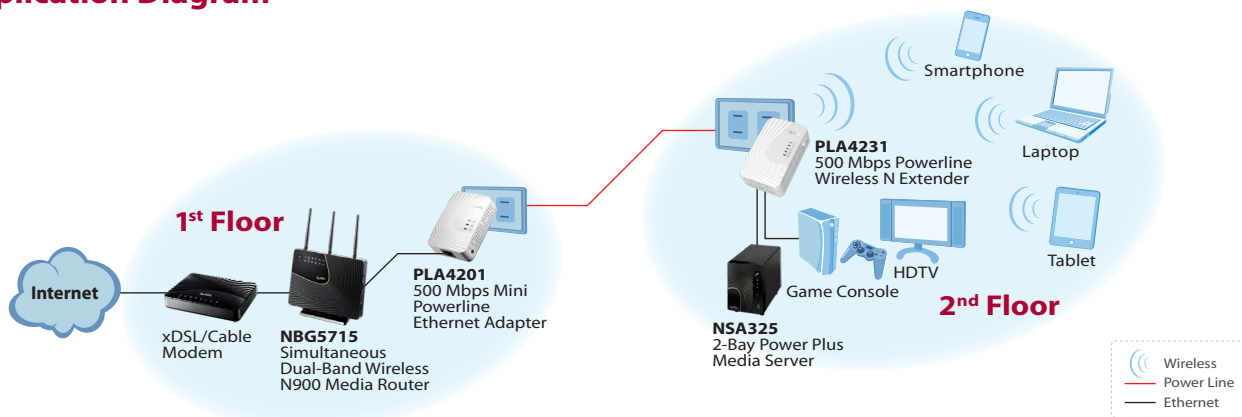 plication Diagram
1st Floor
Internet
xDSL/Cable
Modem
NBG5715
Simultaneous
Dual-Band Wireless
N900 Media Router
PLA4201
500 Mbps Mini
Powerline
Ethernet Adapter
PLA4231
500 Mbps Powerline
Wireless N Extender
NSA325
2-Bay Power Plus
Media Server
Game Console
HDTV
Smartphone
Laptop
Tablet
2nd Floor
Wireless
Power Line
Ethernet